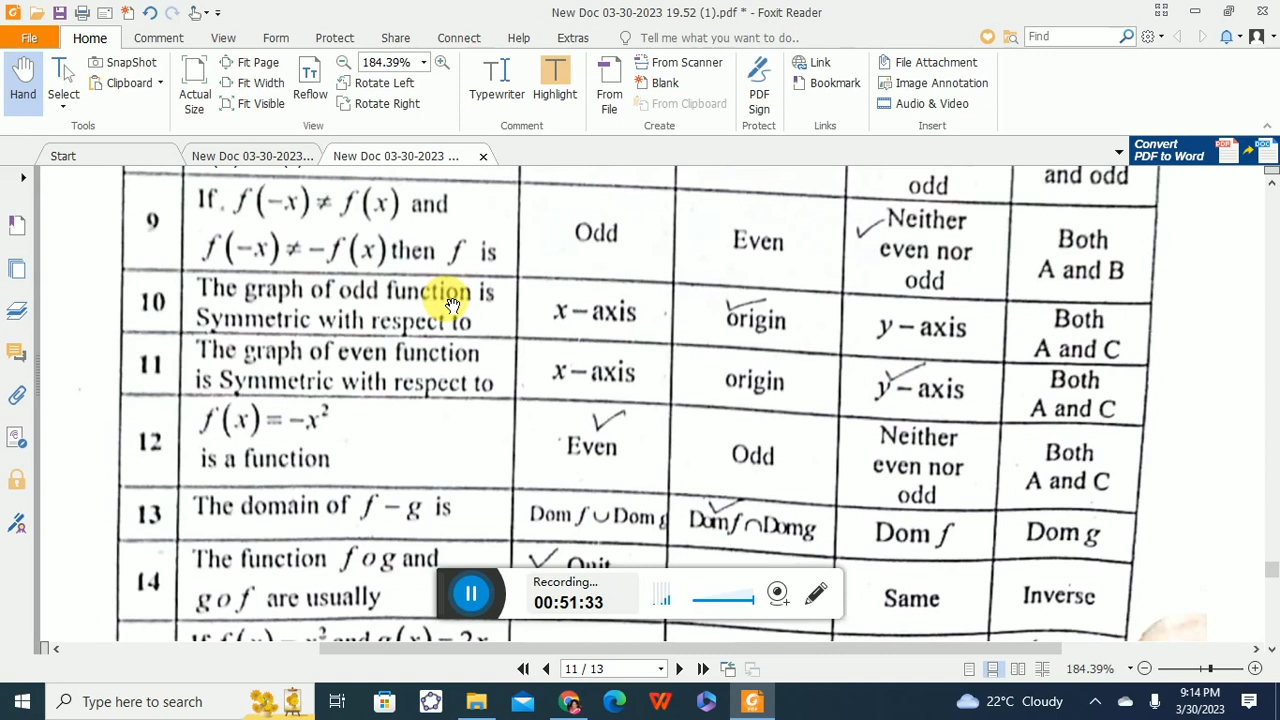 New Doc 03-30-2023 19.52 (1).pdf * - Foxit Reader
File Home Comment View Form Protect Share Connect Help Extras Tell me what you want to do.. Find
Hand
Select
SnapShot
Clipboard
Tools
Actual Size
Fit Page
Fit Width
Fit Visible
Reflow
184.39%
Rotate Left
Rotate Right
View
Typewriter
Highlight
Comment
From File
From Scanner
Blank
From Clipboard
Create
PDF Sign
Protect
Link
Bookmark
Links
File Attachment
Image Annotation
Audio & Video
Insert
Start New Doc 03-30-2023... New Doc 03-30-2023 ...
Convert
PDF to Word
odd and odd
9 If, f(−x) ≠ f(x) and
f(−x) ≠ −f(x) then f is
Odd
Even
Neither
even nor
odd
Both
A and B
10 The graph of odd function is
Symmetric with respect to
x – axis
origin
y – axis
Both
A and C
11 The graph of even function
is Symmetric with respect to
x – axis
origin
y – axis
Both
A and C
12 f(x) = −x²
is a function
Even
Odd
Neither
even nor
odd
Both
A and C
13 The domain of f – g is
Dom f ∪ Dom g
Dom f ∩ Dom g
Dom f
Dom g
14 The function f o g and
g o f are usually
Quit
Same
Inverse
Recording...
00:51:33
11 / 13
184.39%
Type here to search
22°C Cloudy
9:14 PM
3/30/2023